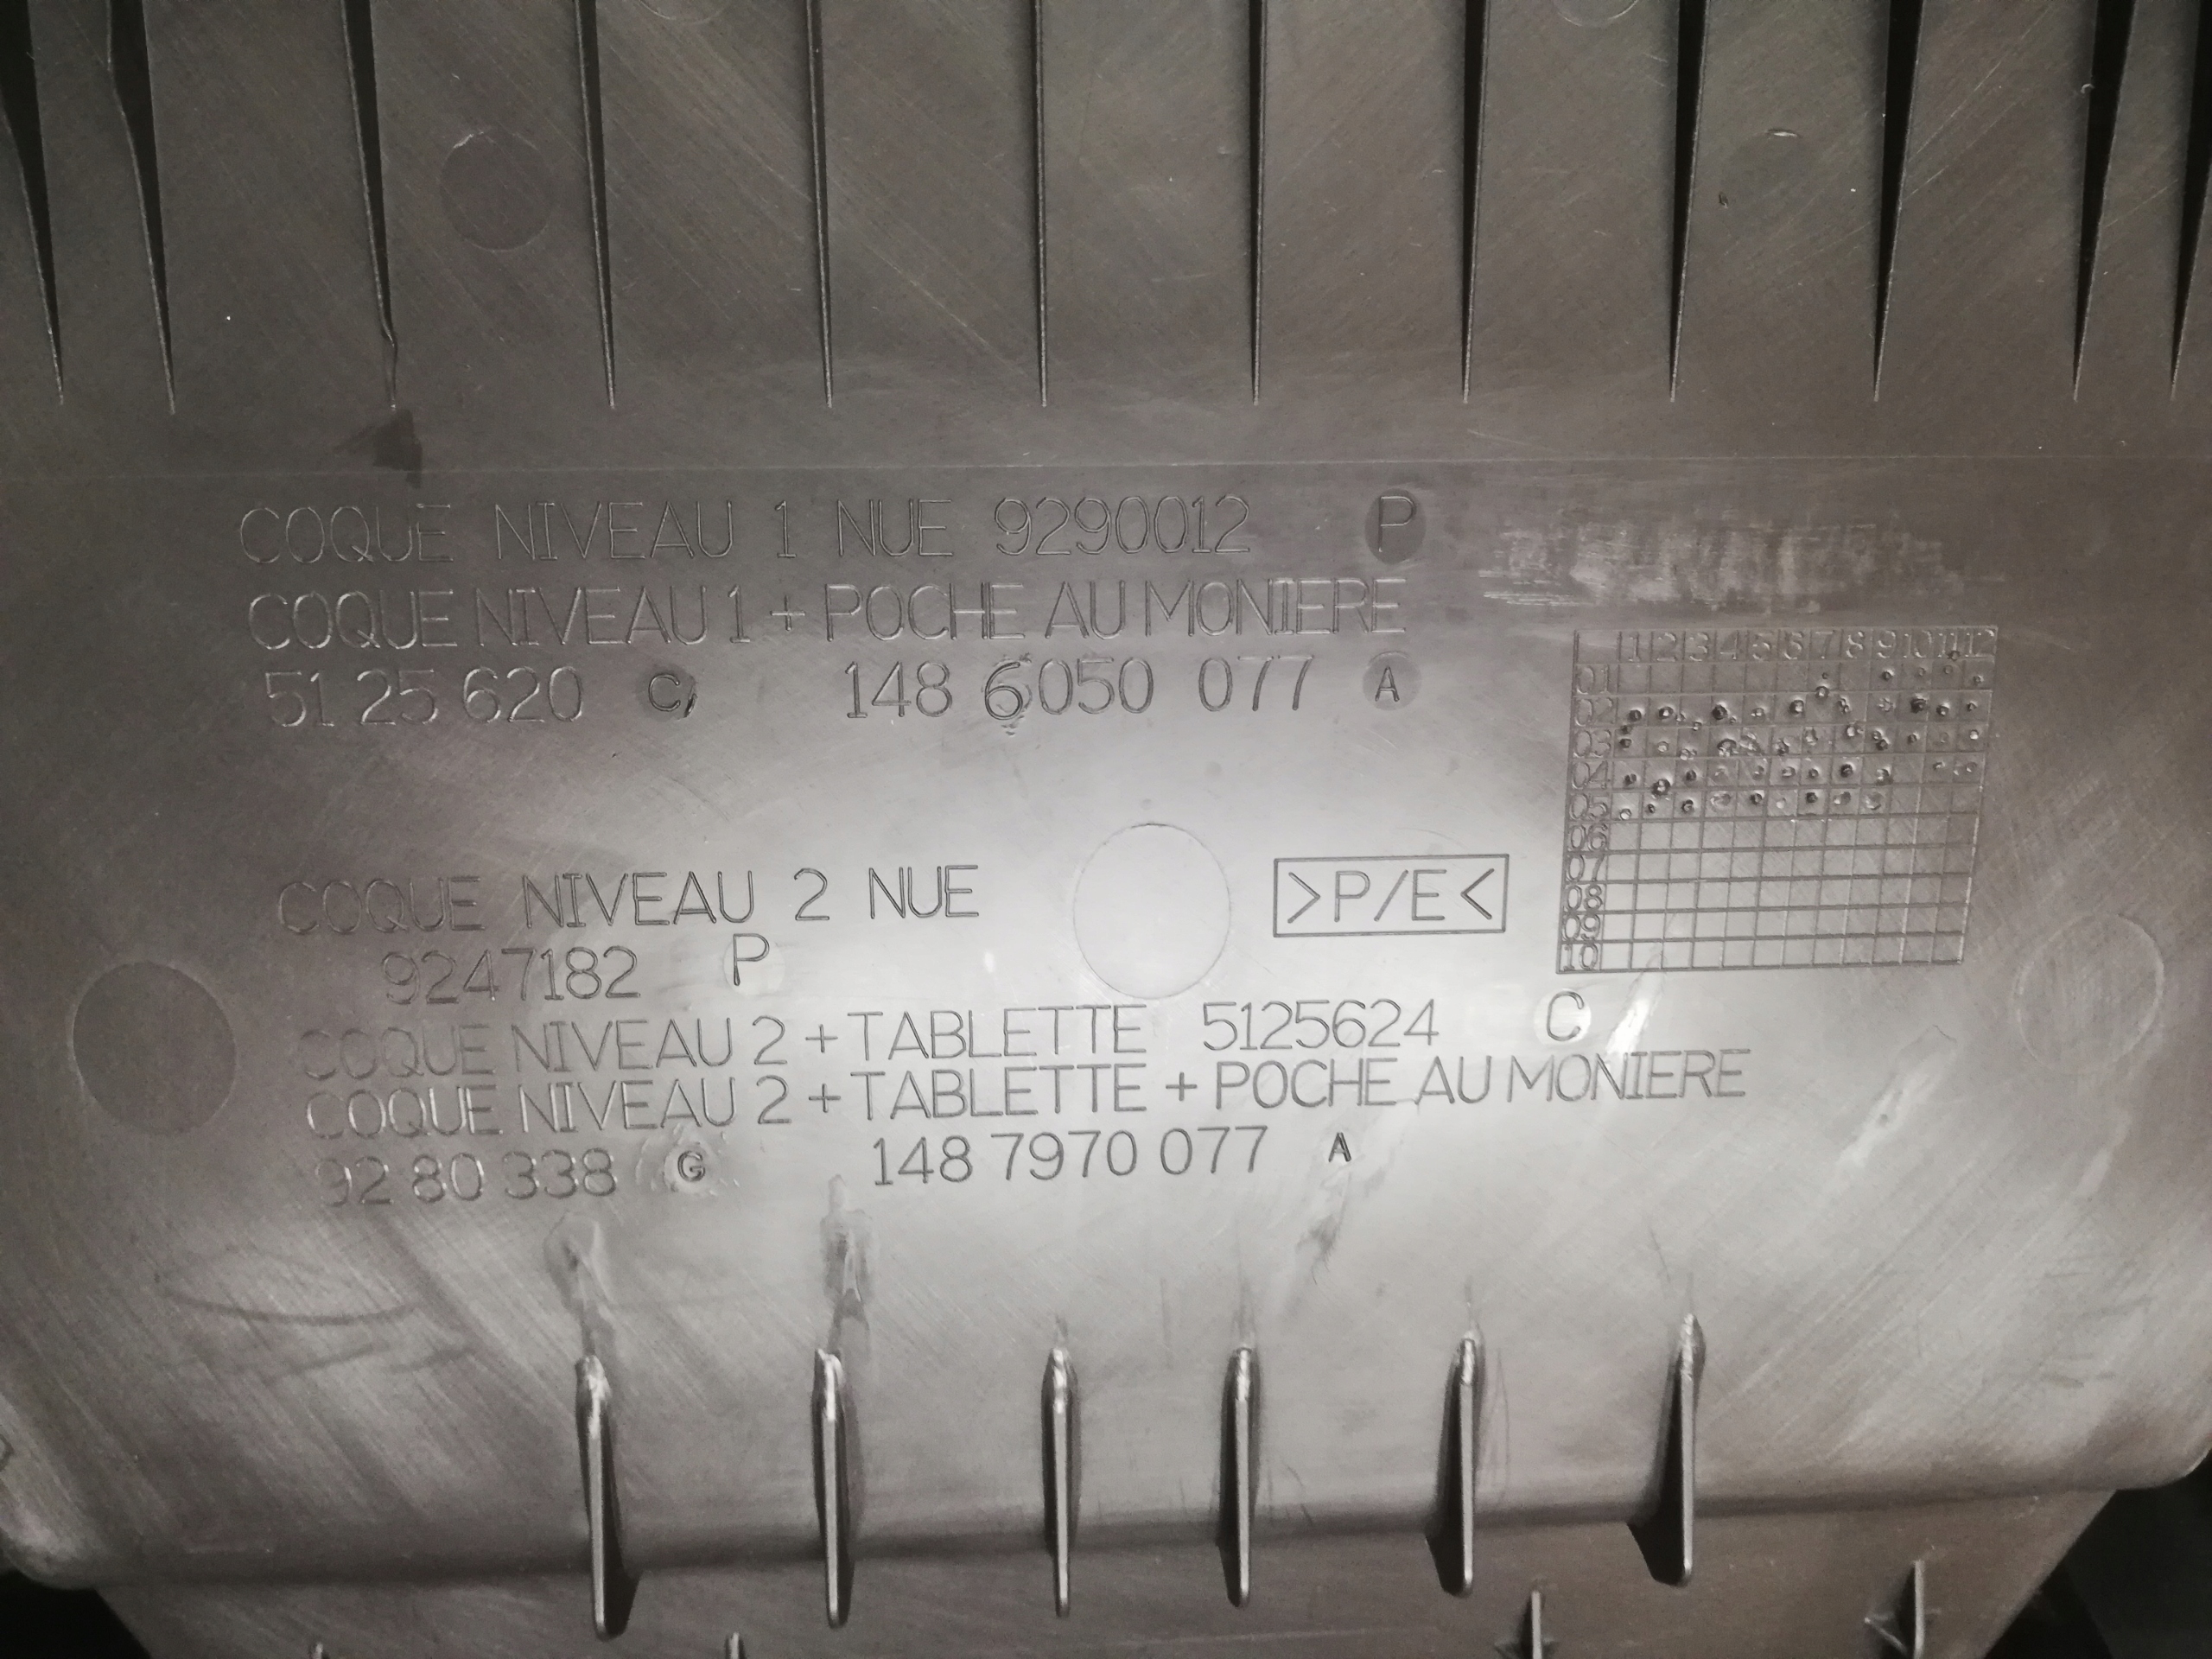 COQUE NIVEAU 1 NUE 9290012 P
COQUE NIVEAU 1 + POCHE AU MONIERE
51 25 620 C 148 6050 077 A
COQUE NIVEAU 2 NUE
9247182 P
>P/E<
COQUE NIVEAU 2 + TABLETTE 5125624 C
COQUE NIVEAU 2 + TABLETTE + POCHE AU MONIERE
92 80 338 G 148 7970 077 A
1 2 3 4 5 6 7 8 9 10 11 12
01
02
03
04
05
06
07
08
09
10